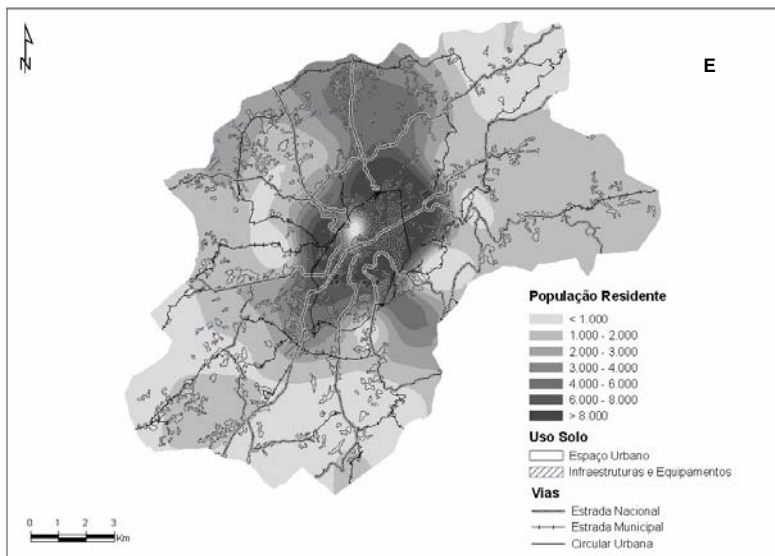 N
E
População Residente
< 1.000
1.000 - 2.000
2.000 - 3.000
3.000 - 4.000
4.000 - 6.000
6.000 - 8.000
> 8.000
Uso Solo
Espaço Urbano
Infraestruturas e Equipamentos
Vias
Estrada Nacional
Estrada Municipal
Circular Urbana
0 1 2 3
Km